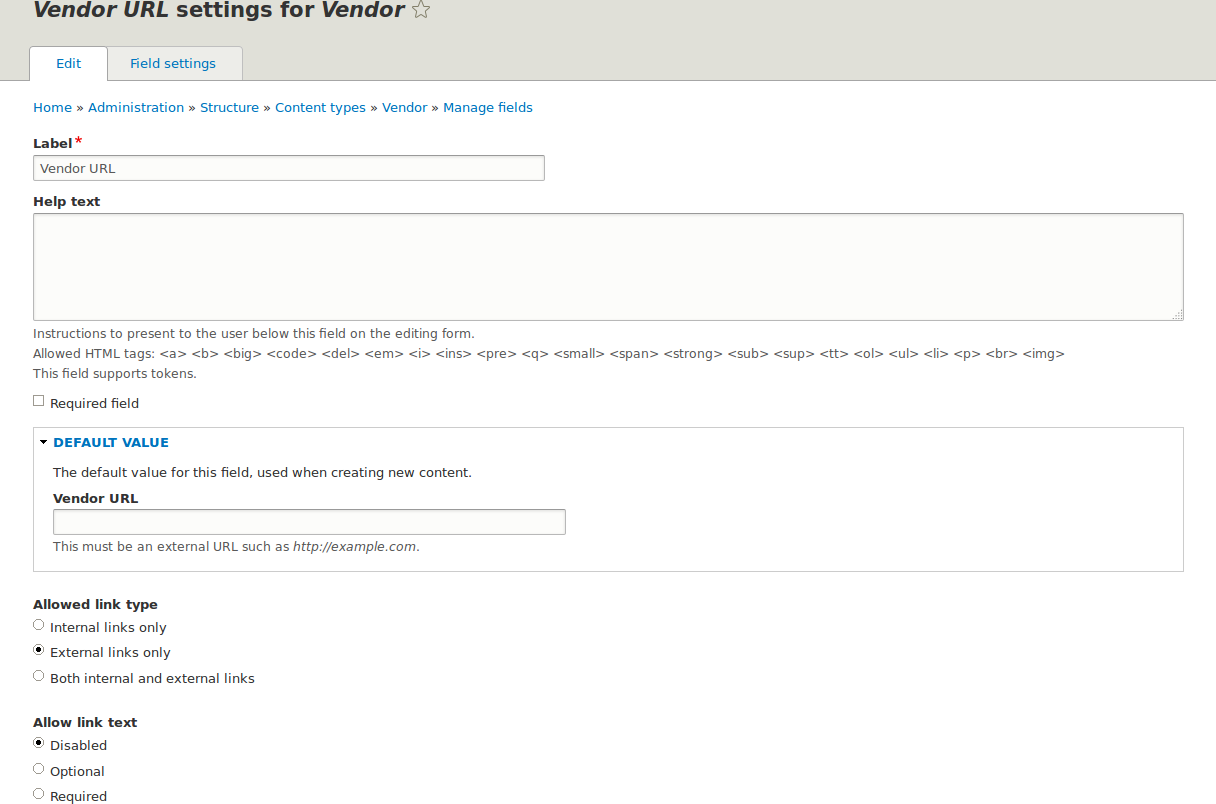 Vendor URL settings for Vendor
Edit
Field settings
Home » Administration » Structure » Content types » Vendor » Manage fields
Label*
Vendor URL
Help text
Instructions to present to the user below this field on the editing form.
Allowed HTML tags: <a> <b> <big> <code> <del> <em> <i> <ins> <pre> <q> <small> <span> <strong> <sub> <sup> <tt> <ol> <ul> <li> <p> <br> <img>
This field supports tokens.
Required field
DEFAULT VALUE
The default value for this field, used when creating new content.
Vendor URL
This must be an external URL such as http://example.com.
Allowed link type
Internal links only
External links only
Both internal and external links
Allow link text
Disabled
Optional
Required